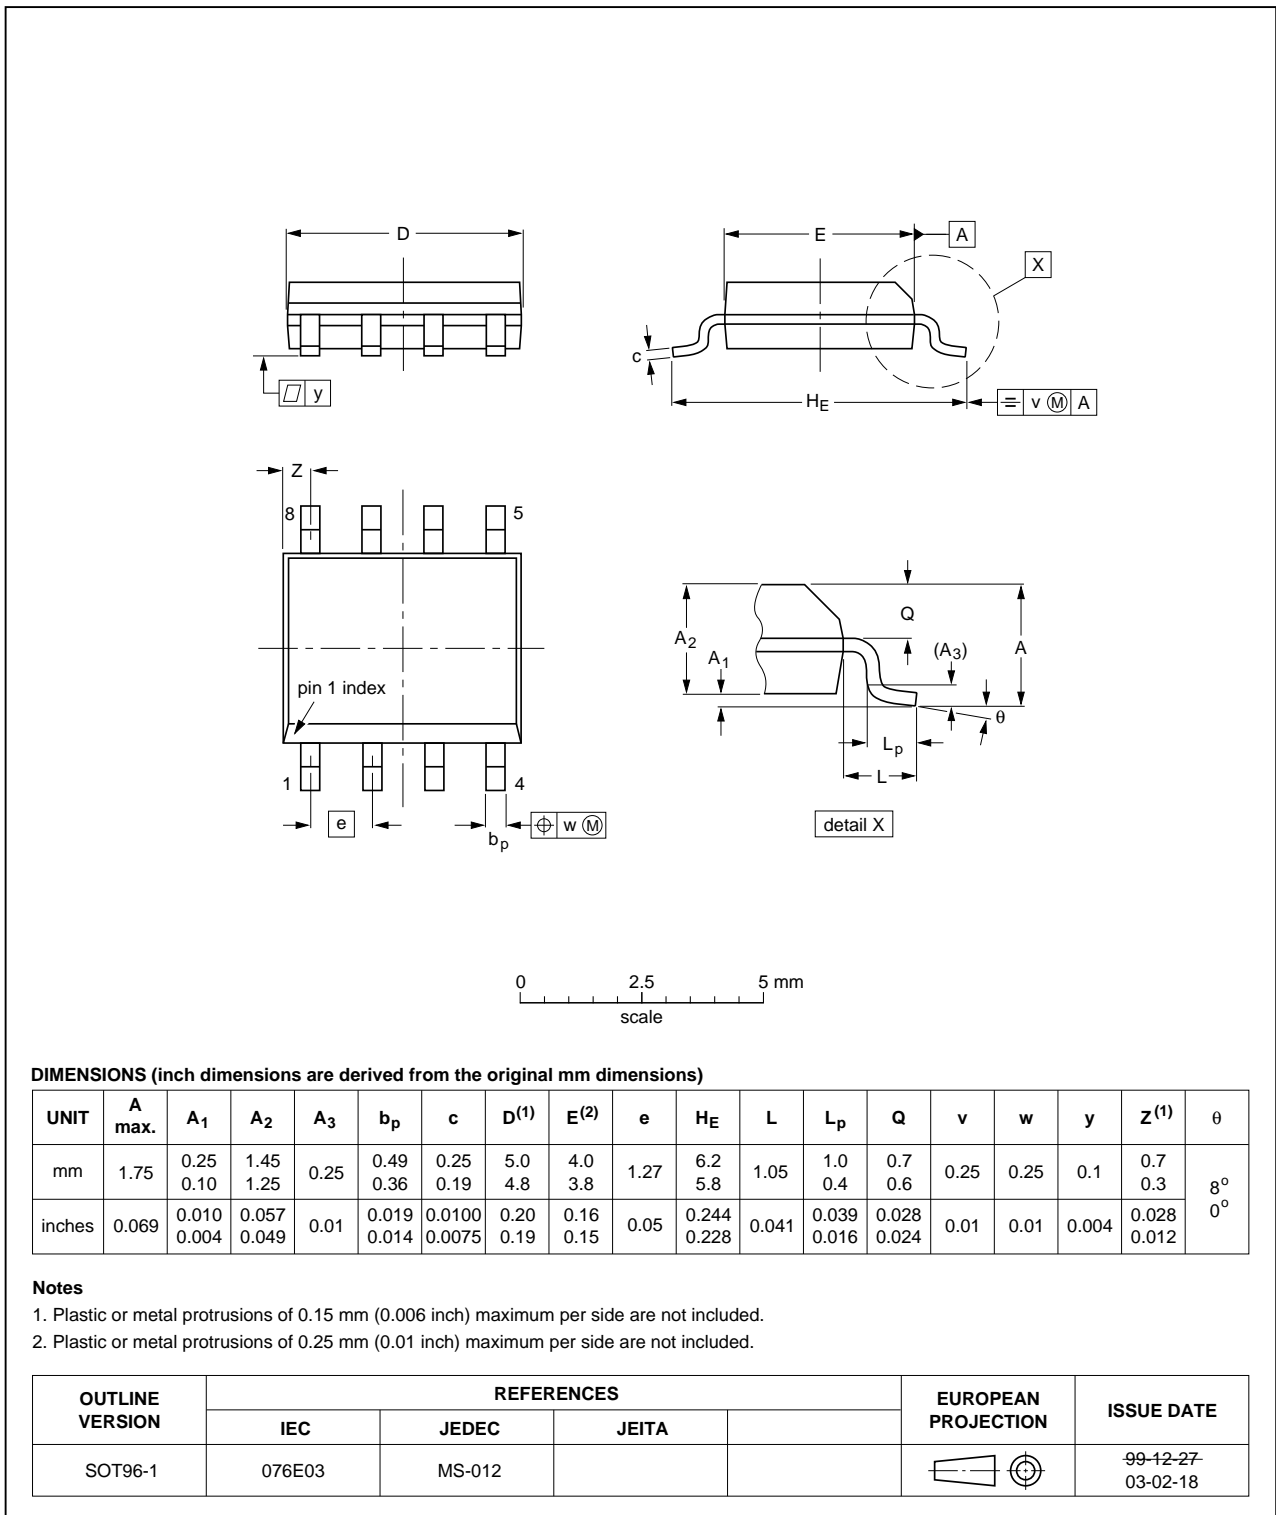 D
E
A
X
c
y
HE
v M A
Z
8
5
pin 1 index
1
4
e
bp
w M
A2
A1
Q
(A3)
A
θ
Lp
L
detail X
0 2.5 5 mm
scale
DIMENSIONS (inch dimensions are derived from the original mm dimensions)
UNIT A max. A1 A2 A3 bp c D(1) E(2) e HE L Lp Q v w y Z(1) θ
mm 1.75 0.25 0.10 1.45 1.25 0.25 0.49 0.36 0.25 0.19 5.0 4.8 4.0 3.8 1.27 6.2 5.8 1.05 1.0 0.4 0.7 0.6 0.25 0.25 0.1 0.7 0.3 8o 0o
inches 0.069 0.010 0.004 0.057 0.049 0.01 0.019 0.014 0.0100 0.0075 0.20 0.19 0.16 0.15 0.05 0.244 0.228 0.041 0.039 0.016 0.028 0.024 0.01 0.01 0.004 0.028 0.012
Notes
1. Plastic or metal protrusions of 0.15 mm (0.006 inch) maximum per side are not included.
2. Plastic or metal protrusions of 0.25 mm (0.01 inch) maximum per side are not included.
OUTLINE VERSION REFERENCES EUROPEAN PROJECTION ISSUE DATE
IEC JEDEC JEITA
SOT96-1 076E03 MS-012 99-12-27
03-02-18